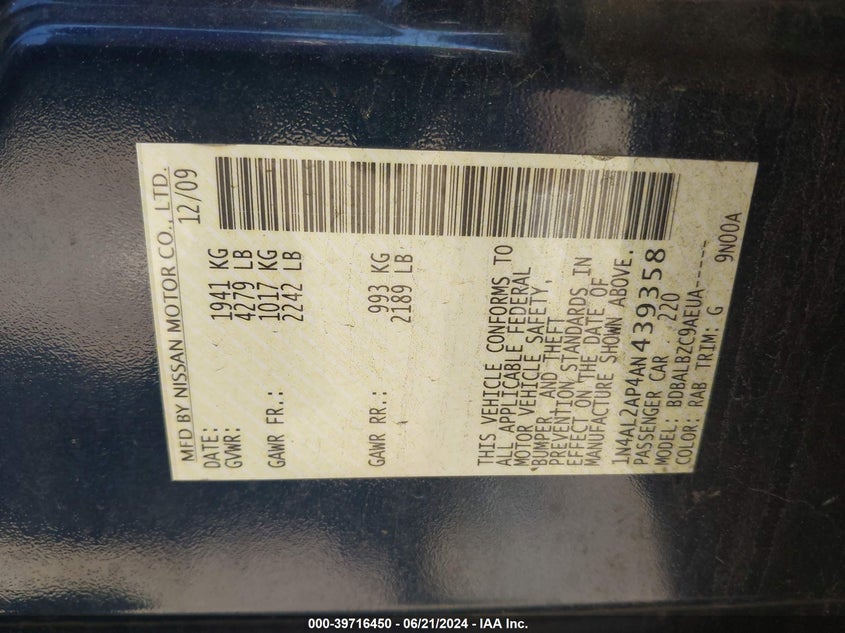 MFD BY NISSAN MOTOR CO., LTD.
DATE: 12/09
GVWR: 1941 KG
4279 LB
GAWR FR.: 1017 KG
2242 LB
GAWR RR.: 993 KG
2189 LB
THIS VEHICLE CONFORMS TO
ALL APPLICABLE FEDERAL
MOTOR VEHICLE SAFETY,
BUMPER, AND THEFT
PREVENTION STANDARDS IN
EFFECT ON THE DATE OF
MANUFACTURE SHOWN ABOVE.
1N4AL2AP4AN439358
PASSENGER CAR 220
MODEL: BDBALBZC9AEUA-----
COLOR: RAB TRIM: G 9N00A
000-39716450 - 06/21/2024 - IAA Inc.